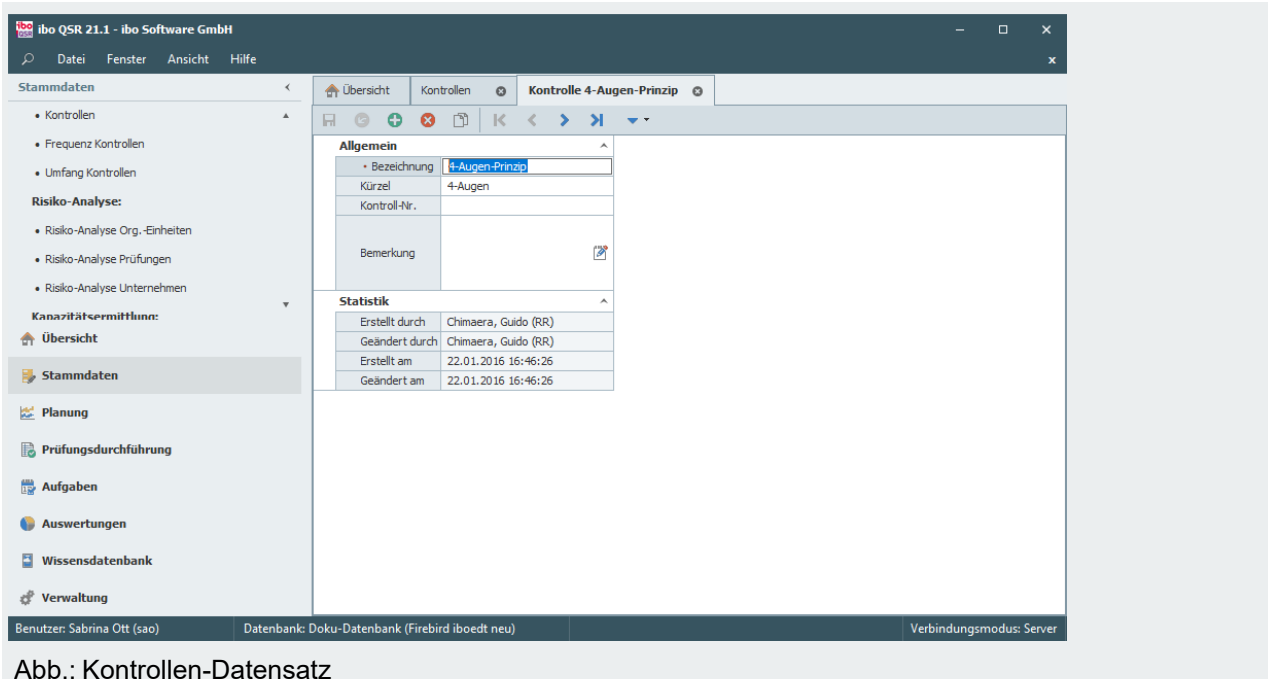 ibo QSR 21.1 - ibo Software GmbH
Datei Fenster Ansicht Hilfe
Stammdaten
• Kontrollen
• Frequenz Kontrollen
• Umfang Kontrollen
Risiko-Analyse:
• Risiko-Analyse Org.-Einheiten
• Risiko-Analyse Prüfungen
• Risiko-Analyse Unternehmen
Kapazitätsermittlung:
Übersicht
Stammdaten
Planung
Prüfungsdurchführung
Aufgaben
Auswertungen
Wissensdatenbank
Verwaltung
Übersicht Kontrollen Kontrolle 4-Augen-Prinzip
Allgemein
• Bezeichnung 4-Augen-Prinzip
Kürzel 4-Augen
Kontroll-Nr.
Bemerkung
Statistik
Erstellt durch Chimaera, Guido (RR)
Geändert durch Chimaera, Guido (RR)
Erstellt am 22.01.2016 16:46:26
Geändert am 22.01.2016 16:46:26
Benutzer: Sabrina Ott (sao) Datenbank: Doku-Datenbank (Firebird iboedt neu) Verbindungsmodus: Server
Abb.: Kontrollen-Datensatz